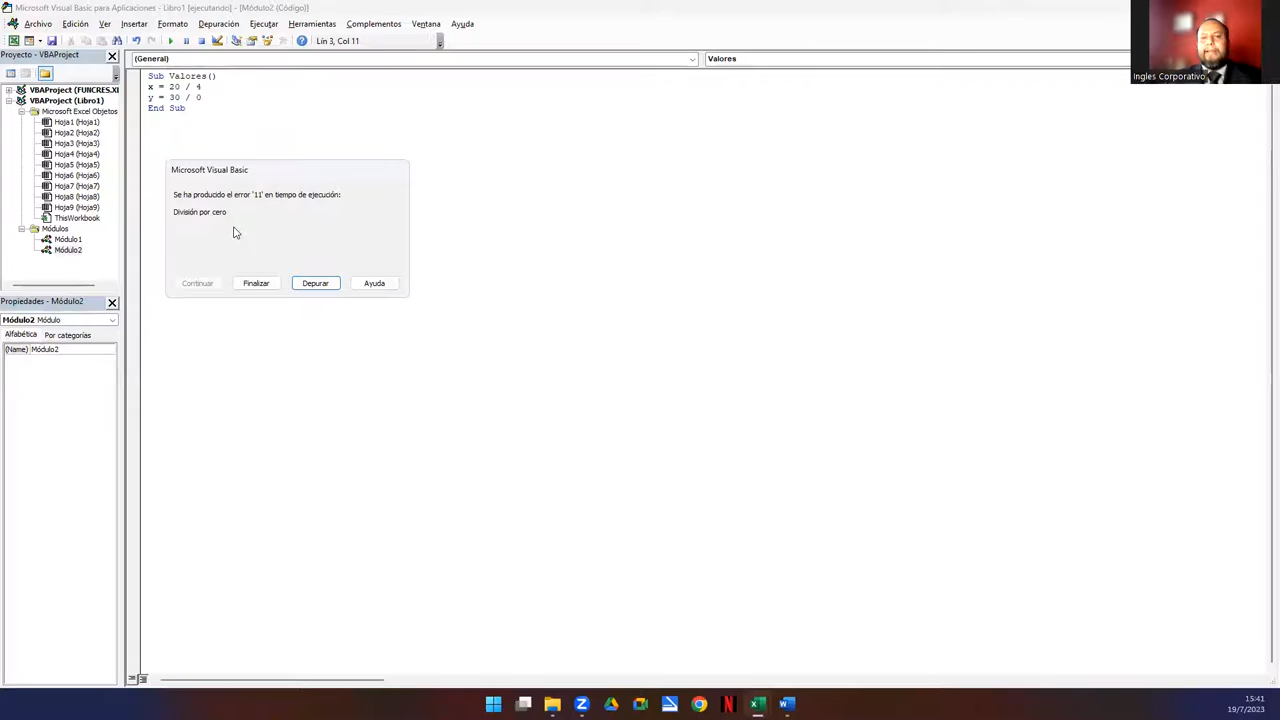 Microsoft Visual Basic para Aplicaciones - Libro1 [ejecutando] - [Módulo2 (Código)]
Archivo Edición Ver Insertar Formato Depuración Ejecutar Herramientas Complementos Ventana Ayuda
Lín 3, Col 11
Proyecto - VBAProject
(General)
Valores
VBAProject (FUNCRES.XL
VBAProject (Libro1)
Microsoft Excel Objetos
Hoja1 (Hoja1)
Hoja2 (Hoja2)
Hoja3 (Hoja3)
Hoja4 (Hoja4)
Hoja5 (Hoja5)
Hoja6 (Hoja6)
Hoja7 (Hoja7)
Hoja8 (Hoja8)
Hoja9 (Hoja9)
ThisWorkbook
Módulos
Módulo1
Módulo2
Propiedades - Módulo2
Módulo2 Módulo
Alfabética Por categorías
(Name) Módulo2
Sub Valores()
x = 20 / 4
y = 30 / 0
End Sub
Microsoft Visual Basic
Se ha producido el error '11' en tiempo de ejecución:
División por cero
Continuar Finalizar Depurar Ayuda
Ingles Corporativo
15:41
19/7/2023